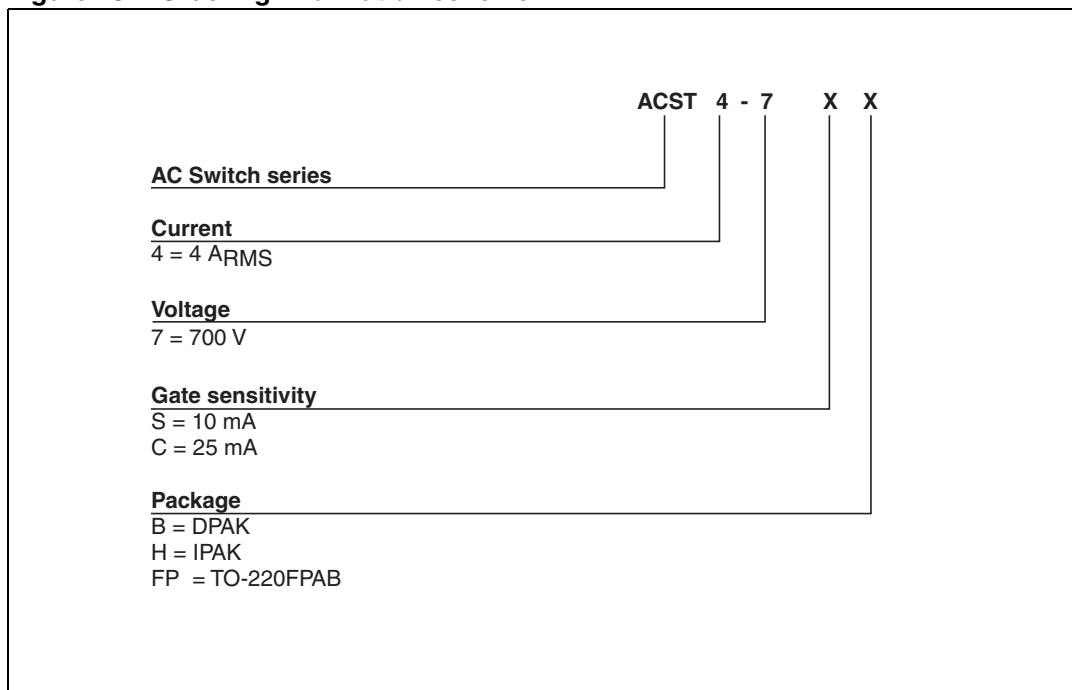 ACST 4 - 7 X X
AC Switch series
Current
4 = 4 ARMS
Voltage
7 = 700 V
Gate sensitivity
S = 10 mA
C = 25 mA
Package
B = DPAK
H = IPAK
FP = TO-220FPAB